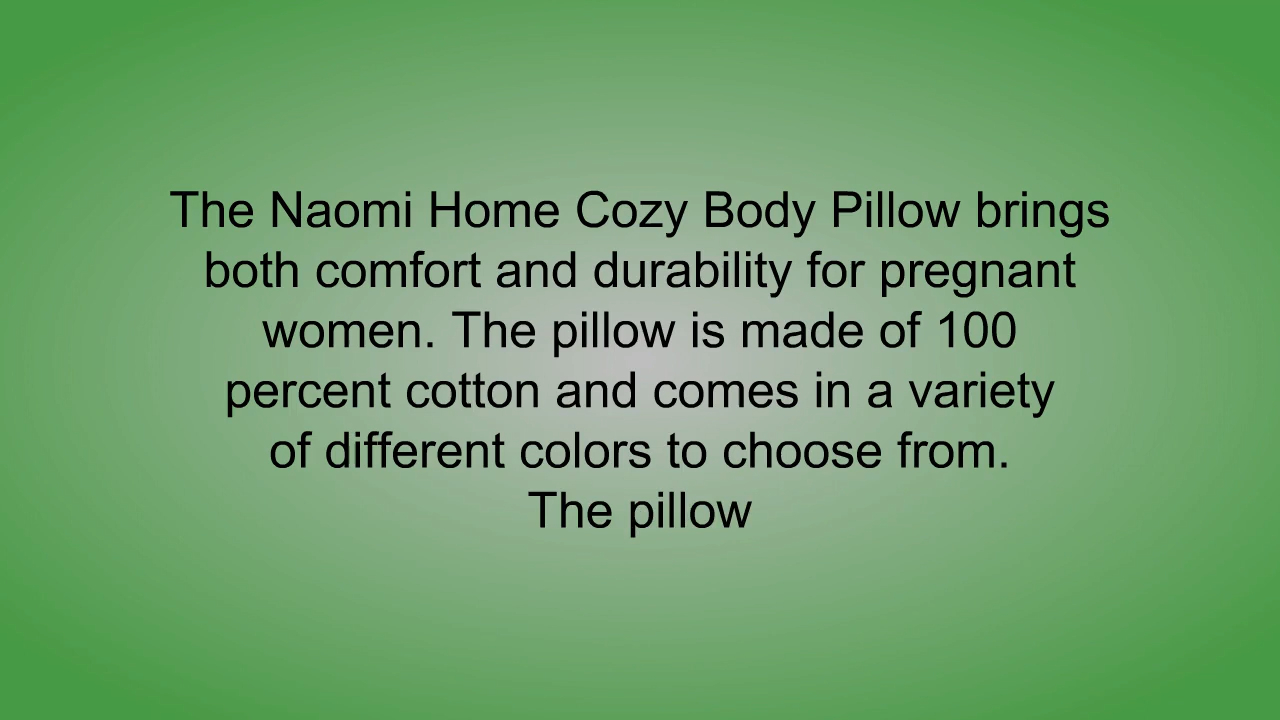 The Naomi Home Cozy Body Pillow brings
both comfort and durability for pregnant
women. The pillow is made of 100
percent cotton and comes in a variety
of different colors to choose from.
The pillow